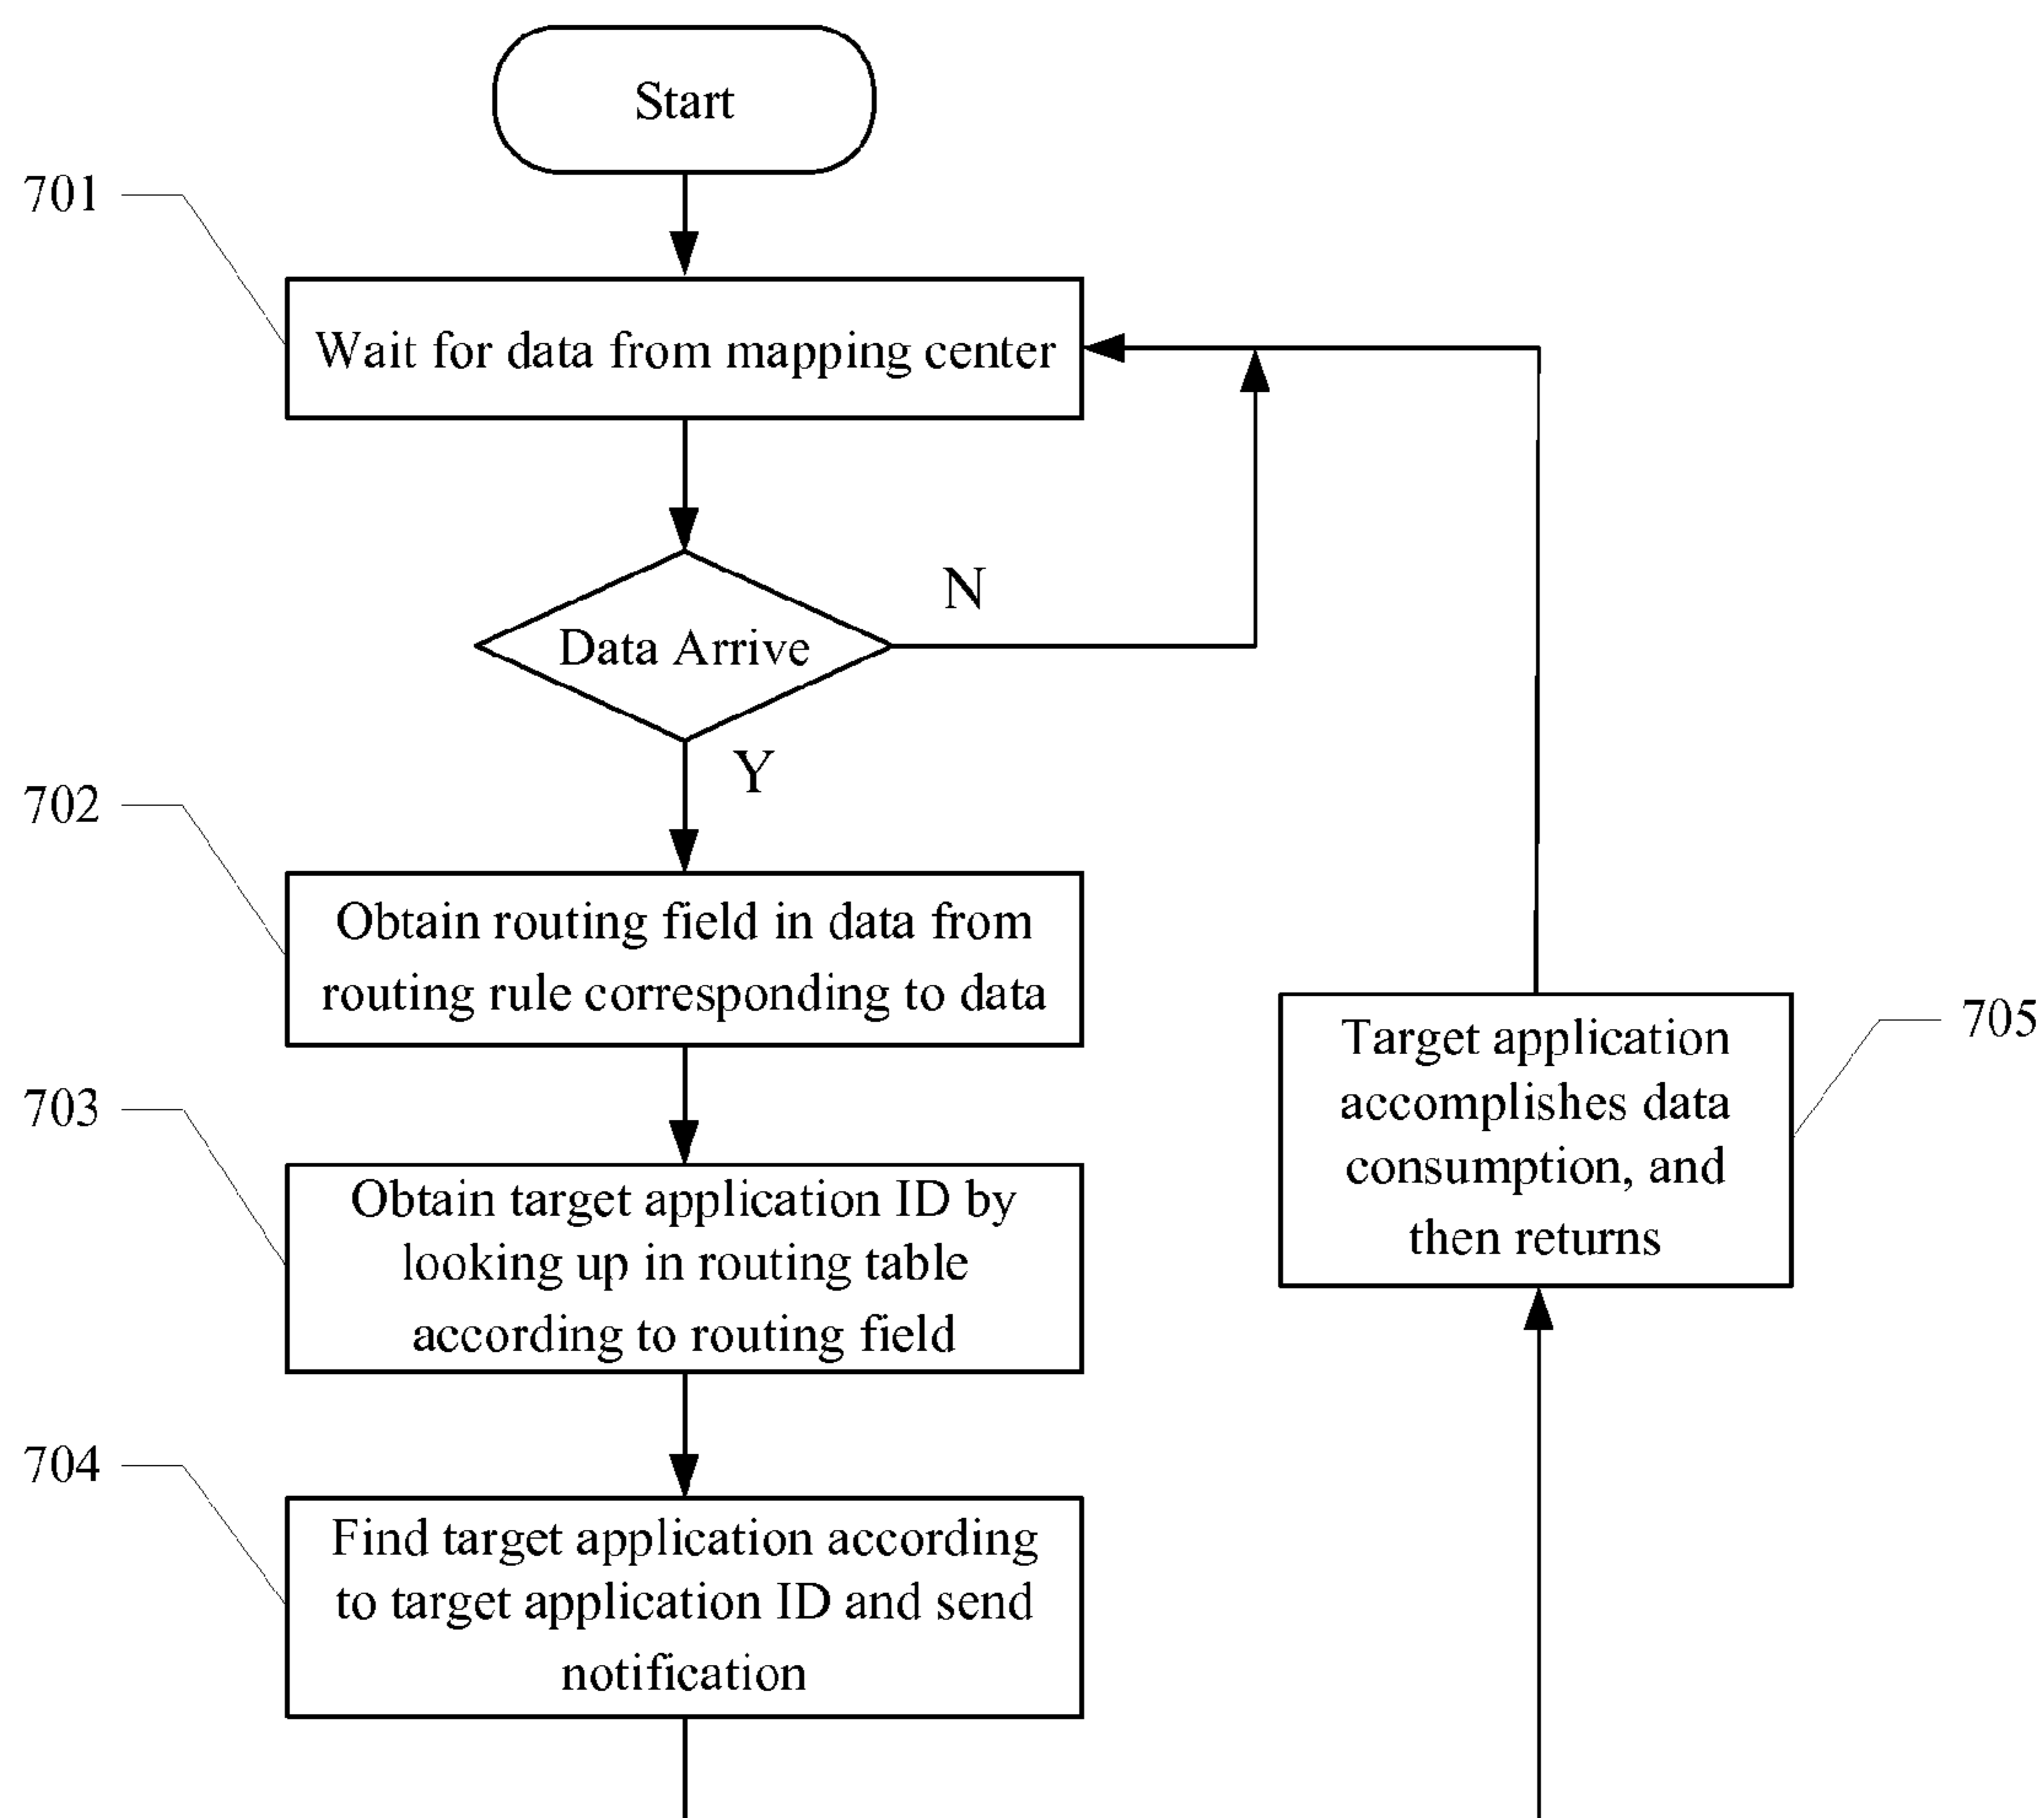 Start
701
Wait for data from mapping center
Data Arrive
N
Y
702
Obtain routing field in data from
routing rule corresponding to data
703
Obtain target application ID by
looking up in routing table
according to routing field
704
Find target application according
to target application ID and send
notification
705
Target application
accomplishes data
consumption, and
then returns